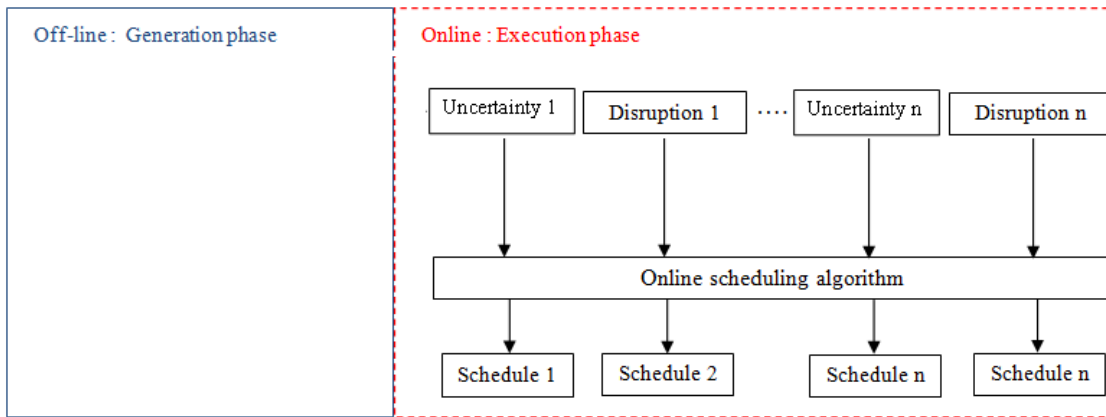 Off-line : Generation phase
Online : Execution phase
Uncertainty 1
Disruption 1
....
Uncertainty n
Disruption n
Online scheduling algorithm
Schedule 1
Schedule 2
Schedule n
Schedule n